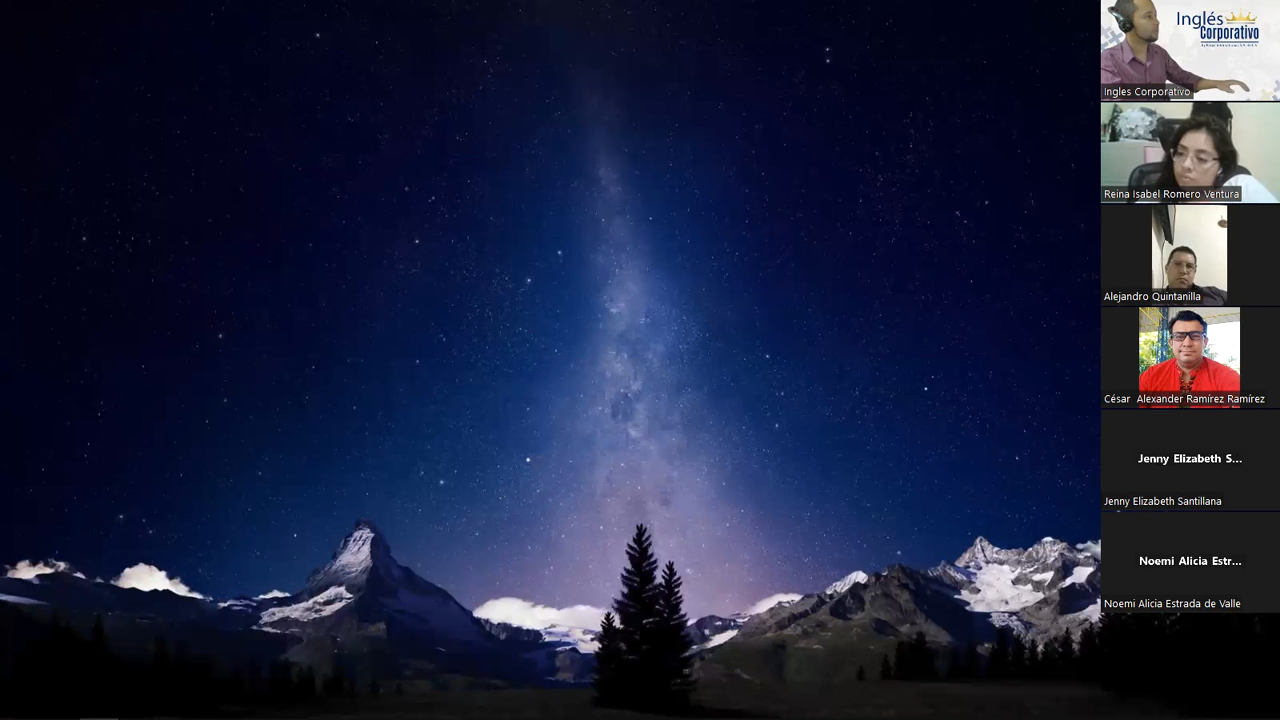 Inglés
Corporativo
Ingles Corporativo
Reina Isabel Romero Ventura
Alejandro Quintanilla
César Alexander Ramírez Ramírez
Jenny Elizabeth S...
Jenny Elizabeth Santillana
Noemi Alicia Estr...
Noemi Alicia Estrada de Valle